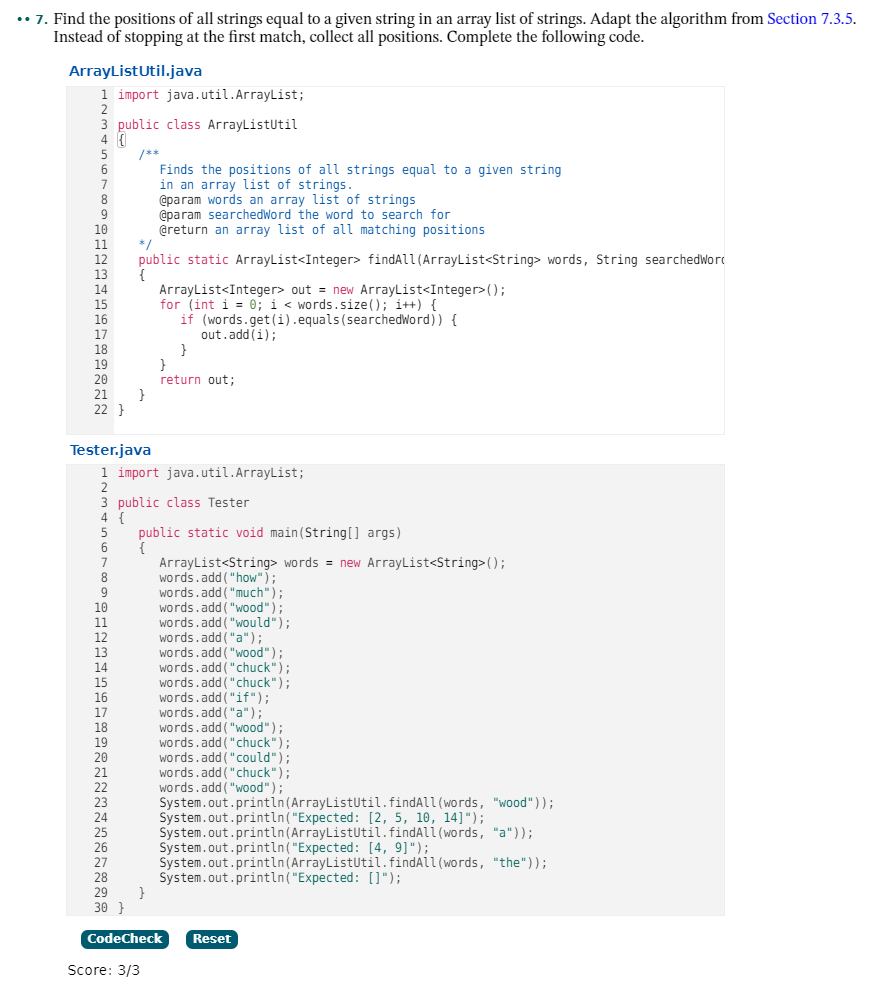 •• 7. Find the positions of all strings equal to a given string in an array list of strings. Adapt the algorithm from Section 7.3.5.
Instead of stopping at the first match, collect all positions. Complete the following code.
ArrayListUtil.java
1 import java.util.ArrayList;
2
3 public class ArrayListUtil
4 {
5    /**
6       Finds the positions of all strings equal to a given string
7       in an array list of strings.
8       @param words an array list of strings
9       @param searchedWord the word to search for
10       @return an array list of all matching positions
11    */
12    public static ArrayList<Integer> findAll(ArrayList<String> words, String searchedWord
13    {
14       ArrayList<Integer> out = new ArrayList<Integer>();
15       for (int i = 0; i < words.size(); i++) {
16          if (words.get(i).equals(searchedWord)) {
17             out.add(i);
18          }
19       }
20       return out;
21    }
22 }
Tester.java
1 import java.util.ArrayList;
2
3 public class Tester
4 {
5    public static void main(String[] args)
6    {
7       ArrayList<String> words = new ArrayList<String>();
8       words.add("how");
9       words.add("much");
10       words.add("wood");
11       words.add("would");
12       words.add("a");
13       words.add("wood");
14       words.add("chuck");
15       words.add("chuck");
16       words.add("if");
17       words.add("a");
18       words.add("wood");
19       words.add("chuck");
20       words.add("could");
21       words.add("chuck");
22       words.add("wood");
23       System.out.println(ArrayListUtil.findAll(words, "wood"));
24       System.out.println("Expected: [2, 5, 10, 14]");
25       System.out.println(ArrayListUtil.findAll(words, "a"));
26       System.out.println("Expected: [4, 9]");
27       System.out.println(ArrayListUtil.findAll(words, "the"));
28       System.out.println("Expected: []");
29    }
30 }
CodeCheck Reset
Score: 3/3